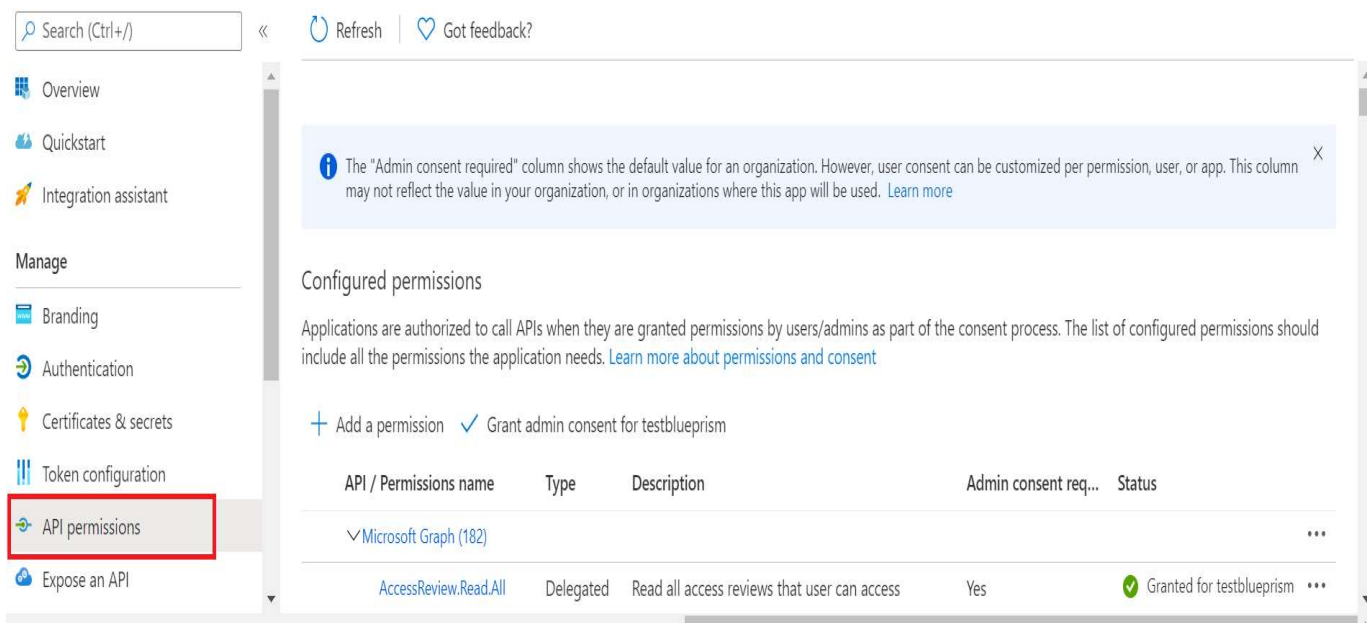 Search (Ctrl+/)
Refresh
Got feedback?
Overview
Quickstart
Integration assistant
Manage
Branding
Authentication
Certificates & secrets
Token configuration
API permissions
Expose an API
The "Admin consent required" column shows the default value for an organization. However, user consent can be customized per permission, user, or app. This column
may not reflect the value in your organization, or in organizations where this app will be used. Learn more
Configured permissions
Applications are authorized to call APIs when they are granted permissions by users/admins as part of the consent process. The list of configured permissions should
include all the permissions the application needs. Learn more about permissions and consent
Add a permission
Grant admin consent for testblueprism
API / Permissions name Type Description Admin consent req... Status
Microsoft Graph (182)
AccessReview.Read.All Delegated Read all access reviews that user can access Yes Granted for testblueprism